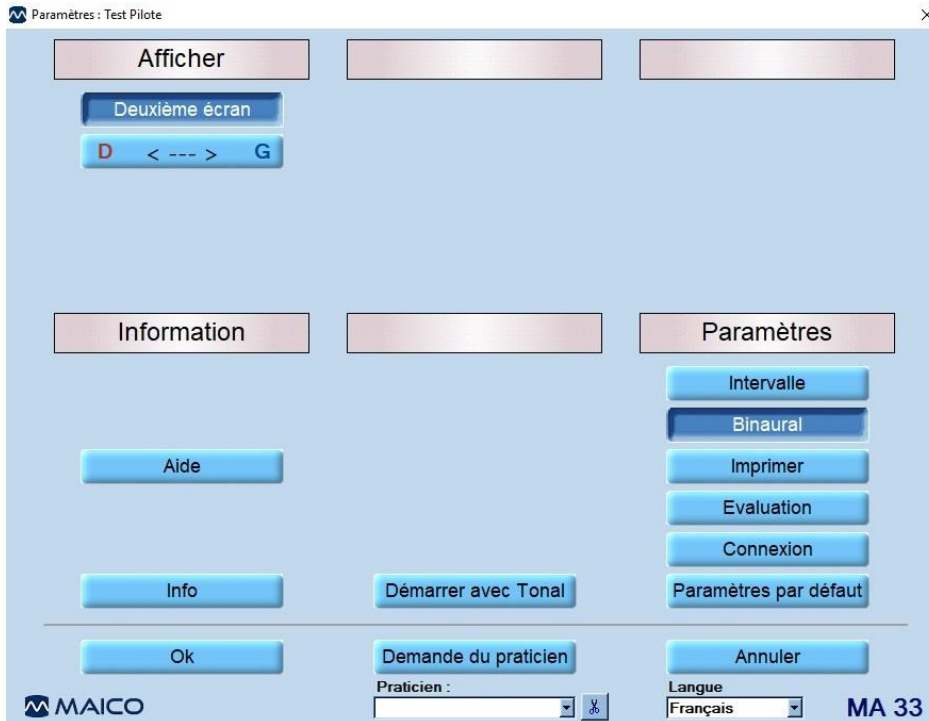 Paramètres : Test Pilote
Afficher
Deuxième écran
D < --- > G
Information
Paramètres
Intervalle
Binaural
Aide
Imprimer
Evaluation
Connexion
Info
Démarrer avec Tonal
Paramètres par défaut
Ok
Demande du praticien
Annuler
Praticien :
Langue
Français
MAICO
MA 33